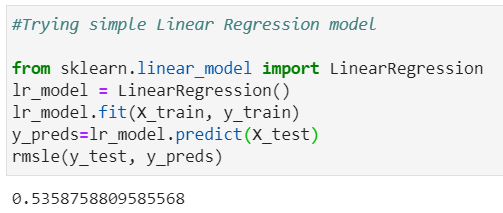 #Trying simple Linear Regression model
from sklearn.linear_model import LinearRegression
lr_model = LinearRegression()
lr_model.fit(X_train, y_train)
y_preds=lr_model.predict(X_test)
rmsle(y_test, y_preds)
0.5358758809585568